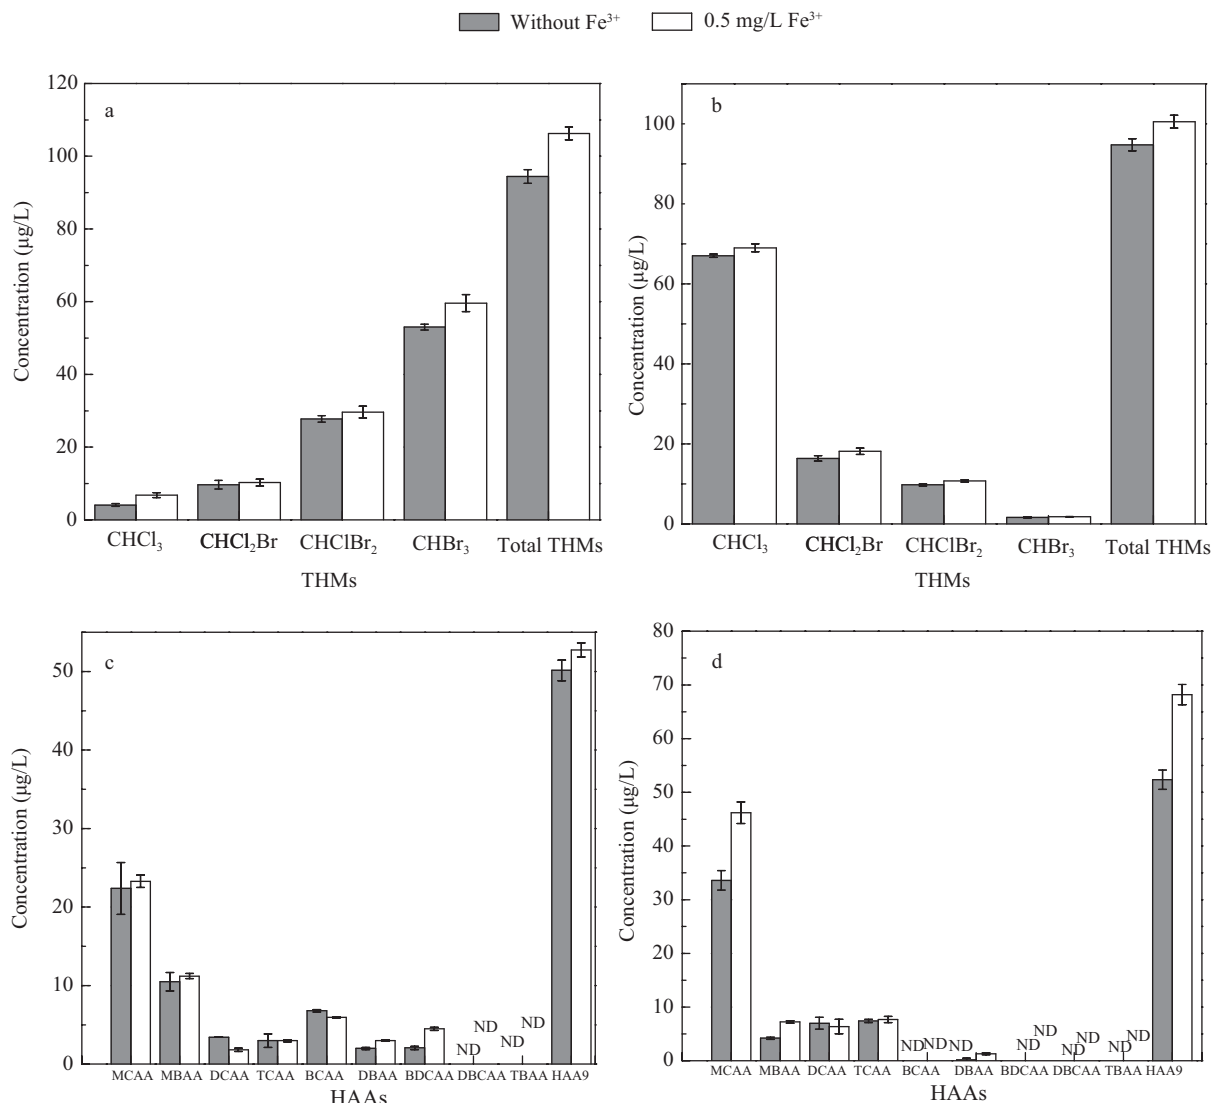 Without Fe³⁺ 0.5 mg/L Fe³⁺
a
120
100
80
60
40
20
0
Concentration (µg/L)
CHCl₃ CHCl₂Br CHClBr₂ CHBr₃ Total THMs
THMs
b
100
80
60
40
20
0
Concentration (µg/L)
CHCl₃ CHCl₂Br CHClBr₂ CHBr₃ Total THMs
THMs
c
50
40
30
20
10
0
Concentration (µg/L)
ND ND ND ND
MCAA MBAA DCAA TCAA BCAA DBAA BDCAA DBCAA TBAA HAA9
HAAs
d
80
70
60
50
40
30
20
10
0
Concentration (µg/L)
ND ND ND ND ND ND ND ND ND
MCAA MBAA DCAA TCAA BCAA DBAA BDCAA DBCAA TBAA HAA9
HAAs